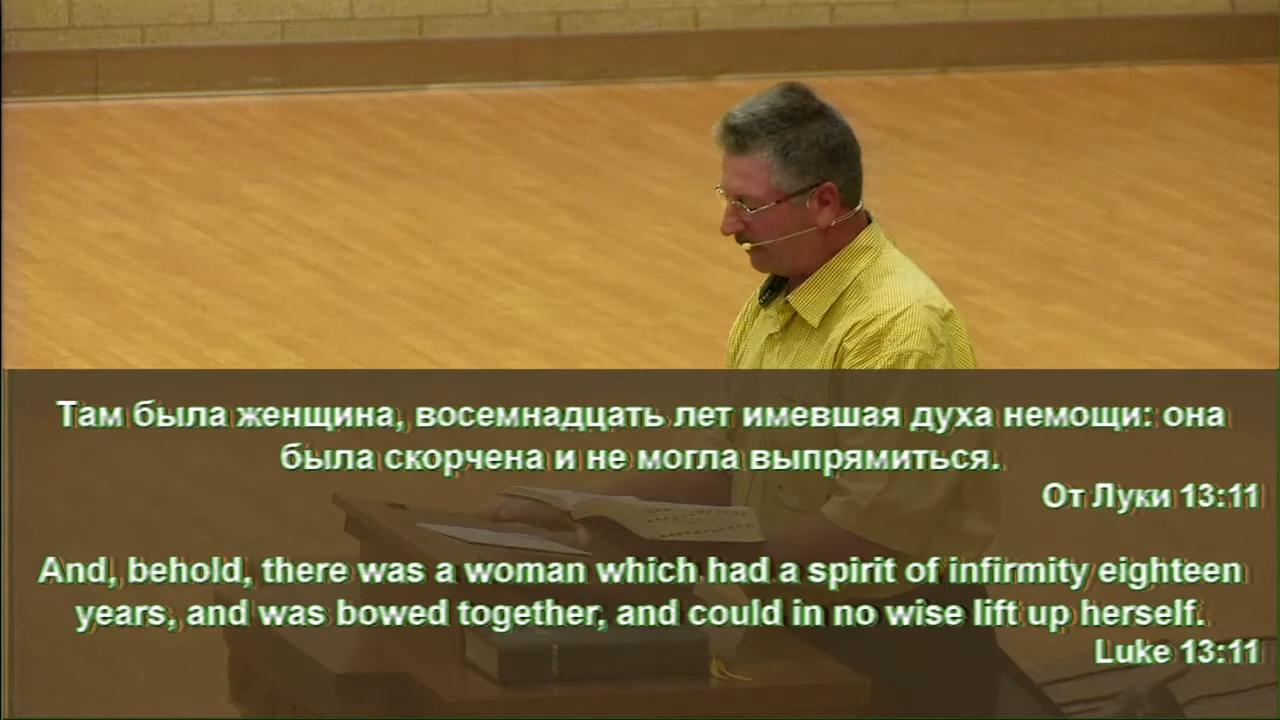 Там была женщина, восемнадцать лет имевшая духа немощи: она
была скорчена и не могла выпрямиться.
От Луки 13:11
And, behold, there was a woman which had a spirit of infirmity eighteen
years, and was bowed together, and could in no wise lift up herself.
Luke 13:11